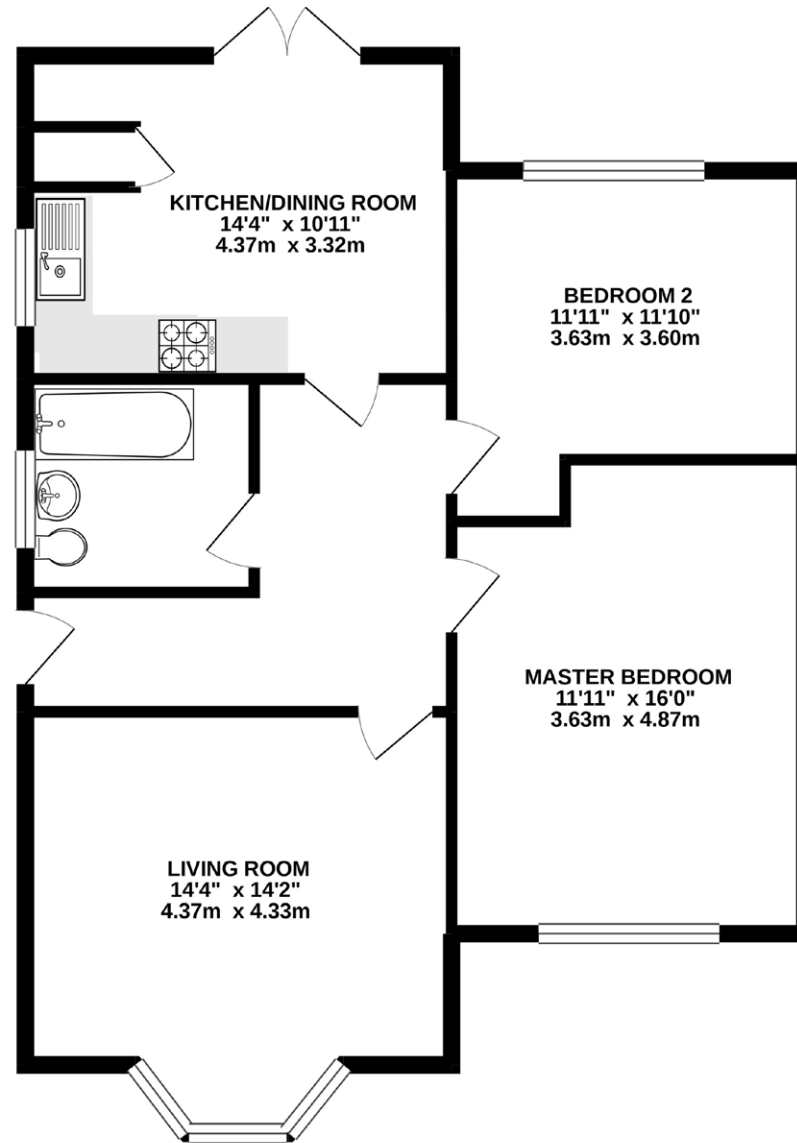 KITCHEN/DINING ROOM
14'4" x 10'11"
4.37m x 3.32m
BEDROOM 2
11'11" x 11'10"
3.63m x 3.60m
MASTER BEDROOM
11'11" x 16'0"
3.63m x 4.87m
LIVING ROOM
14'4" x 14'2"
4.37m x 4.33m